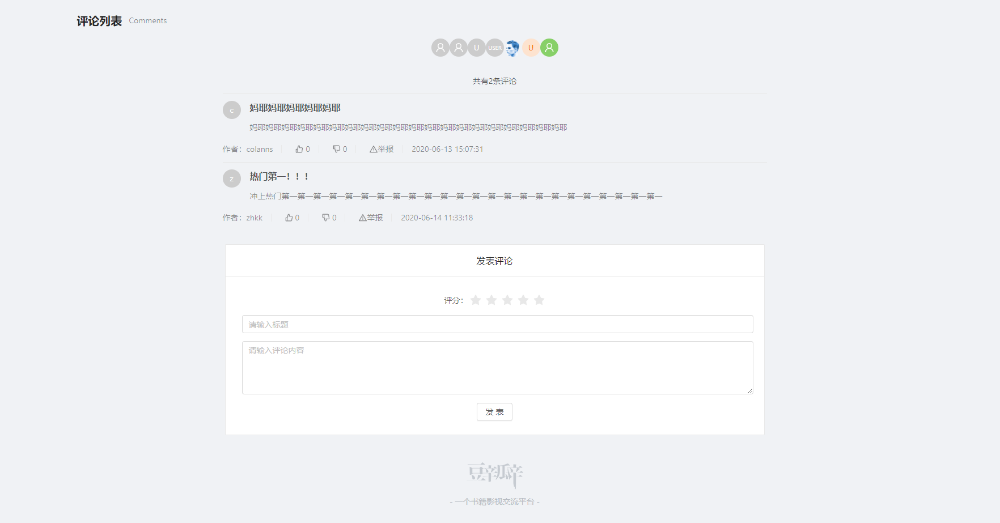 评论列表 Comments
U USER U
共有2条评论
c 妈耶妈耶妈耶妈耶妈耶
妈耶妈耶妈耶妈耶妈耶妈耶妈耶妈耶妈耶妈耶妈耶妈耶妈耶妈耶妈耶妈耶妈耶妈耶妈耶妈耶
作者：colanns 0 0 举报 2020-06-13 15:07:31
z 热门第一！！！
冲上热门第一第一第一第一第一第一第一第一第一第一第一第一第一第一第一第一第一第一第一第一第一第一第一第一
作者：zhkk 0 0 举报 2020-06-14 11:33:18
发表评论
评分：
请输入标题
请输入评论内容
发 表
豆辛瓜辛
- 一个书籍影视交流平台 -